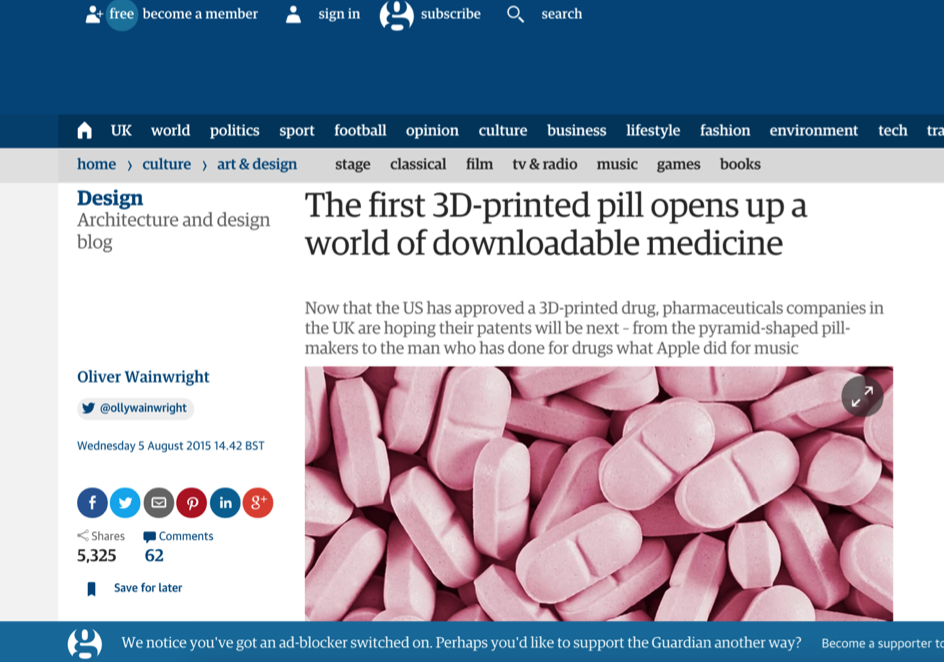 free become a member sign in subscribe search
UK world politics sport football opinion culture business lifestyle fashion environment tech
home › culture › art & design stage classical film tv & radio music games books
Design
Architecture and design
blog
The first 3D-printed pill opens up a
world of downloadable medicine
Now that the US has approved a 3D-printed drug, pharmaceuticals companies in
the UK are hoping their patents will be next – from the pyramid-shaped pill-
makers to the man who has done for drugs what Apple did for music
Oliver Wainwright
@ollywainwright
Wednesday 5 August 2015 14.42 BST
Shares Comments
5,325 62
Save for later
We notice you've got an ad-blocker switched on. Perhaps you'd like to support the Guardian another way? Become a supporter